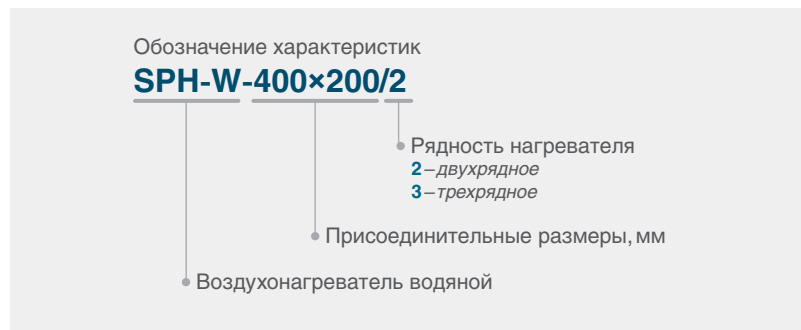 Обозначение характеристик
SPH-W-400×200/2
Рядность нагревателя
2–двухрядное
3–трехрядное
Присоединительные размеры, мм
Воздухонагреватель водяной